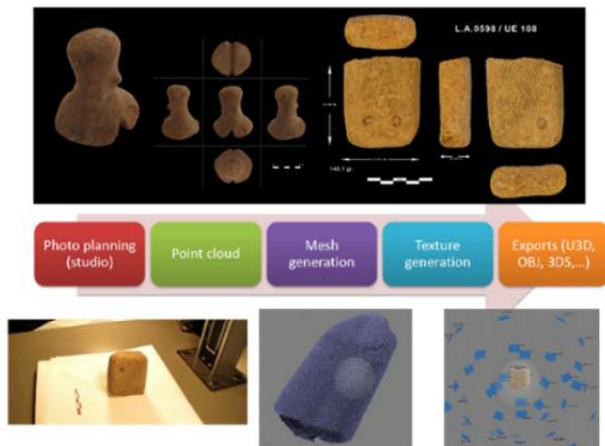 L.A.0598 / UE 108
Photo planning
(studio)
Point cloud
Mesh
generation
Texture
generation
Exports (U3D,
OBJ, 3DS,...)